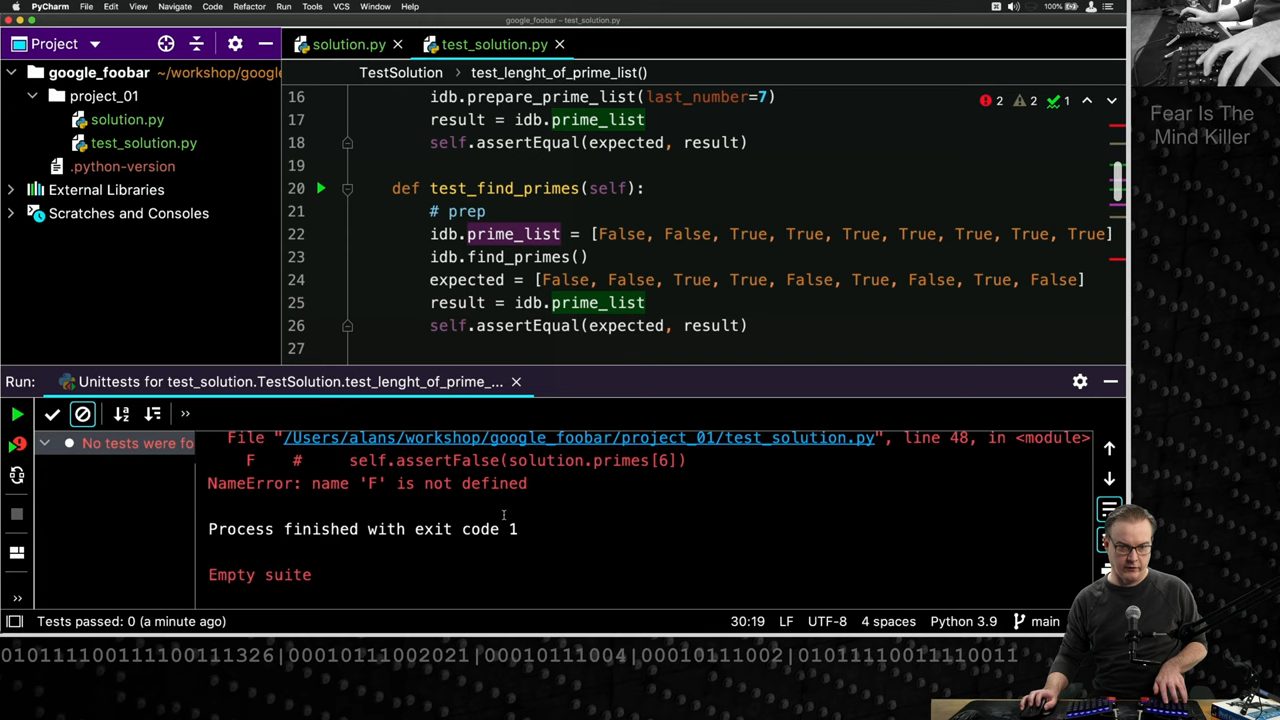 PyCharm File Edit View Navigate Code Refactor Run Tools VCS Window Help 100%
google_foobar – test_solution.py
Project
solution.py
test_solution.py
google_foobar ~/workshop/google
project_01
solution.py
test_solution.py
.python-version
External Libraries
Scratches and Consoles
TestSolution > test_lenght_of_prime_list()
2 2 1
16 idb.prepare_prime_list(last_number=7)
17 result = idb.prime_list
18 self.assertEqual(expected, result)
19
20 def test_find_primes(self):
21 # prep
22 idb.prime_list = [False, False, True, True, True, True, True, True, True]
23 idb.find_primes()
24 expected = [False, False, True, True, False, True, False, True, False]
25 result = idb.prime_list
26 self.assertEqual(expected, result)
27
Fear Is The
Mind Killer
Run: Unittests for test_solution.TestSolution.test_lenght_of_prime_...
No tests were fo
File "/Users/alans/workshop/google_foobar/project_01/test_solution.py", line 48, in <module>
F # self.assertFalse(solution.primes[6])
NameError: name 'F' is not defined
Process finished with exit code 1
Empty suite
Tests passed: 0 (a minute ago) 30:19 LF UTF-8 4 spaces Python 3.9 main
01011110011110011132​6|00010111100021|00010111004|00010111002|01011110011110011